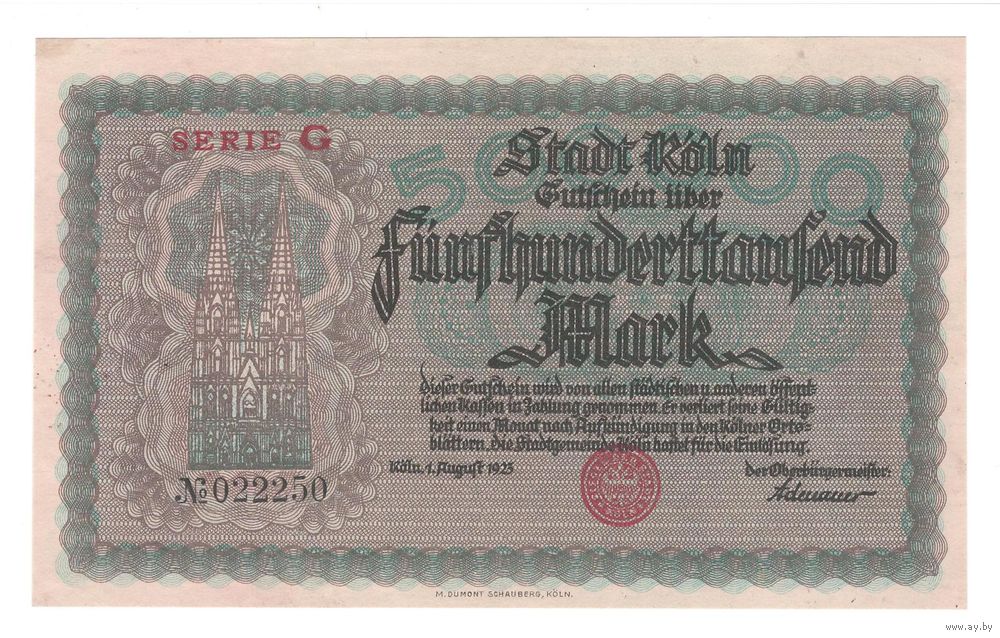 SERIE G
500000
Stadt Köln
Gutschein über
Fünfhunderttausend
Mark
Dieser Gutschein wird von allen städtischen u. anderen öffent-
lichen Kassen in Zahlung genommen. Er verliert seine Gültig-
keit einen Monat nach Aufkündigung in den Kölner Orts-
blättern. Die Stadtgemeinde Köln haftet für die Einlösung.
Köln, 1. August 1923
Der Oberbürgermeister:
Adenauer
№022250
M. DUMONT SCHAUBERG, KÖLN.
www.ay.by